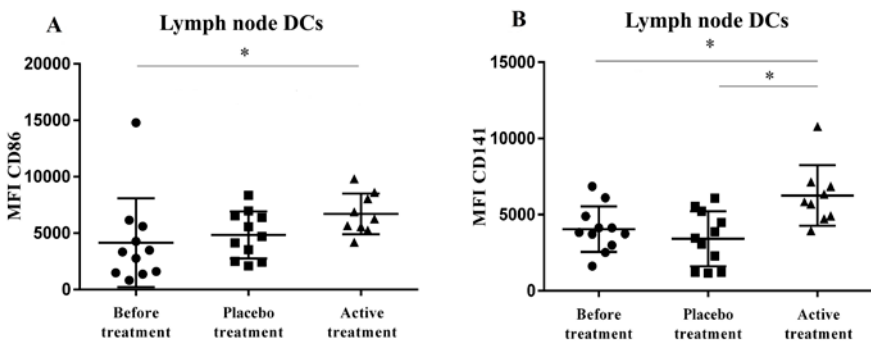 A
Lymph node DCs
*
20000
15000
10000
5000
0
MFI CD86
Before treatment
Placebo treatment
Active treatment
B
Lymph node DCs
*
*
15000
10000
5000
0
MFI CD141
Before treatment
Placebo treatment
Active treatment